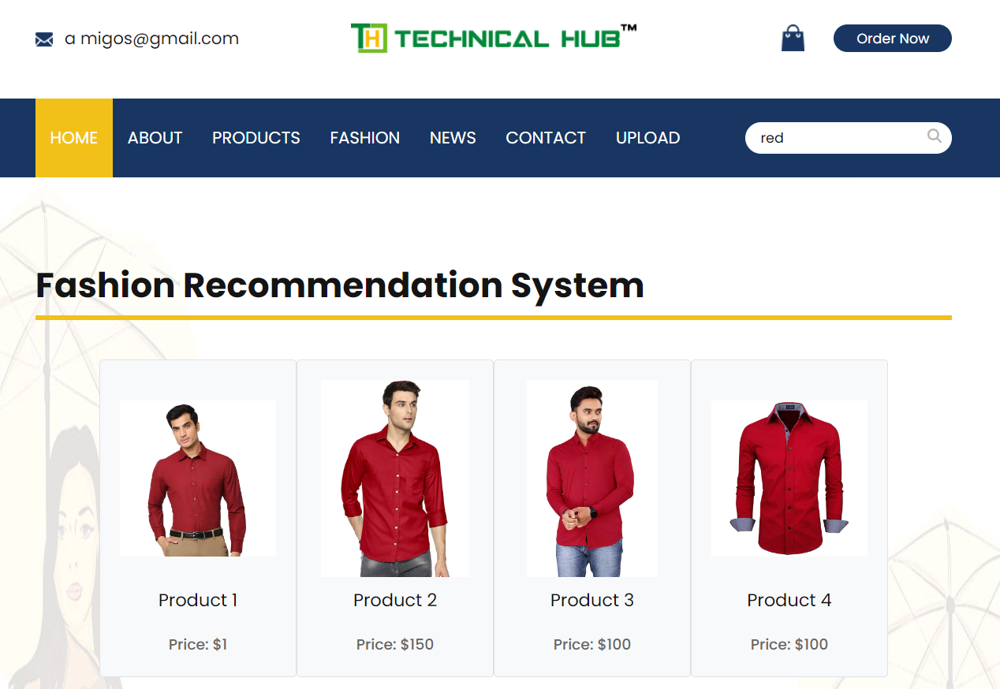 a migos@gmail.com
TH TECHNICAL HUB™
Order Now
HOME ABOUT PRODUCTS FASHION NEWS CONTACT UPLOAD
red
Fashion Recommendation System
Product 1
Price: $1
Product 2
Price: $150
Product 3
Price: $100
Product 4
Price: $100